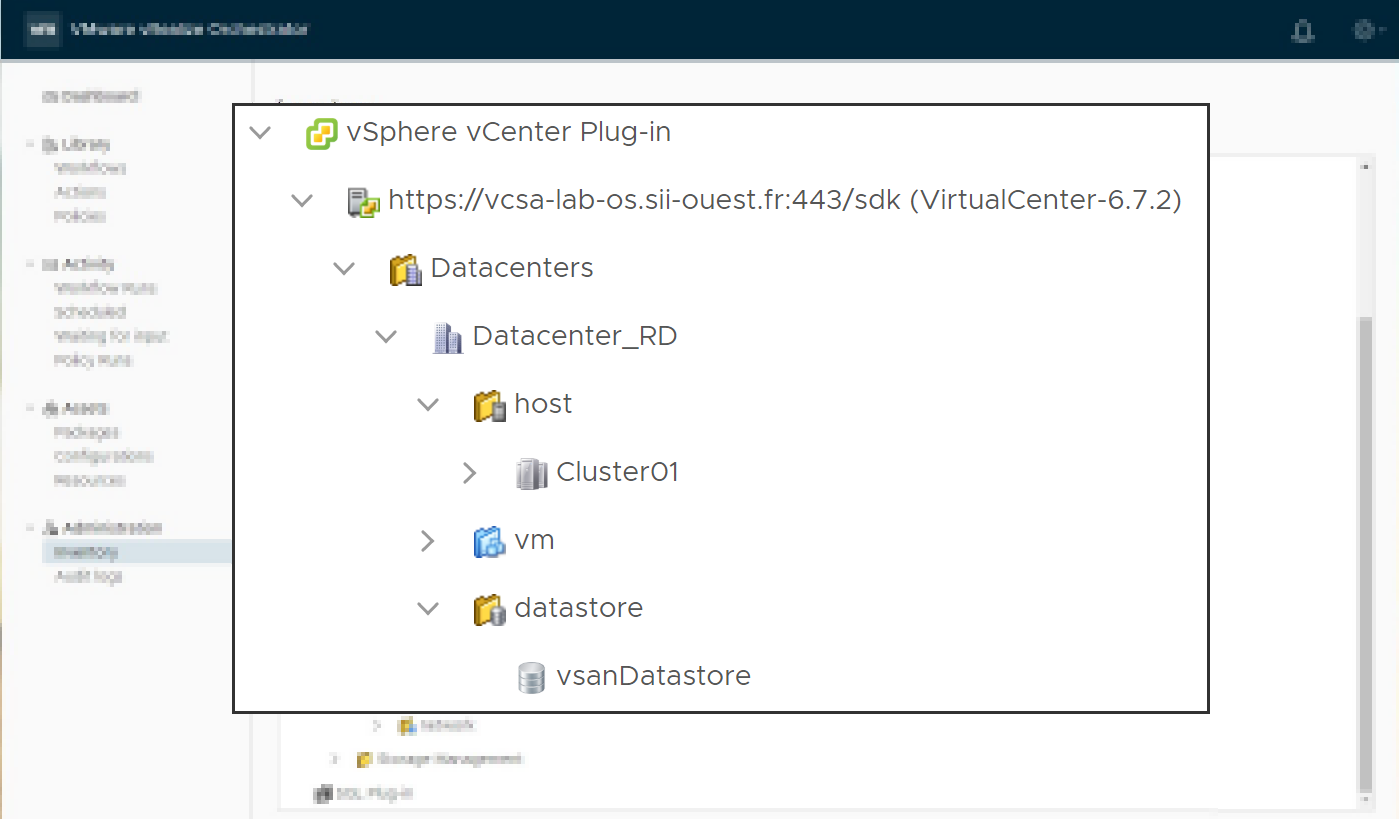 VMware vRealize Orchestrator
Dashboard
Library
Workflows
Actions
Policies
Activity
Workflow Runs
Scheduled
Waiting for input
Policy Runs
Assets
Packages
Configurations
Resources
Administration
Inventory
Audit logs
vSphere vCenter Plug-in
https://vcsa-lab-os.sii-ouest.fr:443/sdk (VirtualCenter-6.7.2)
Datacenters
Datacenter_RD
host
Cluster01
vm
datastore
vsanDatastore
network
Storage Management
SQL Plug-in